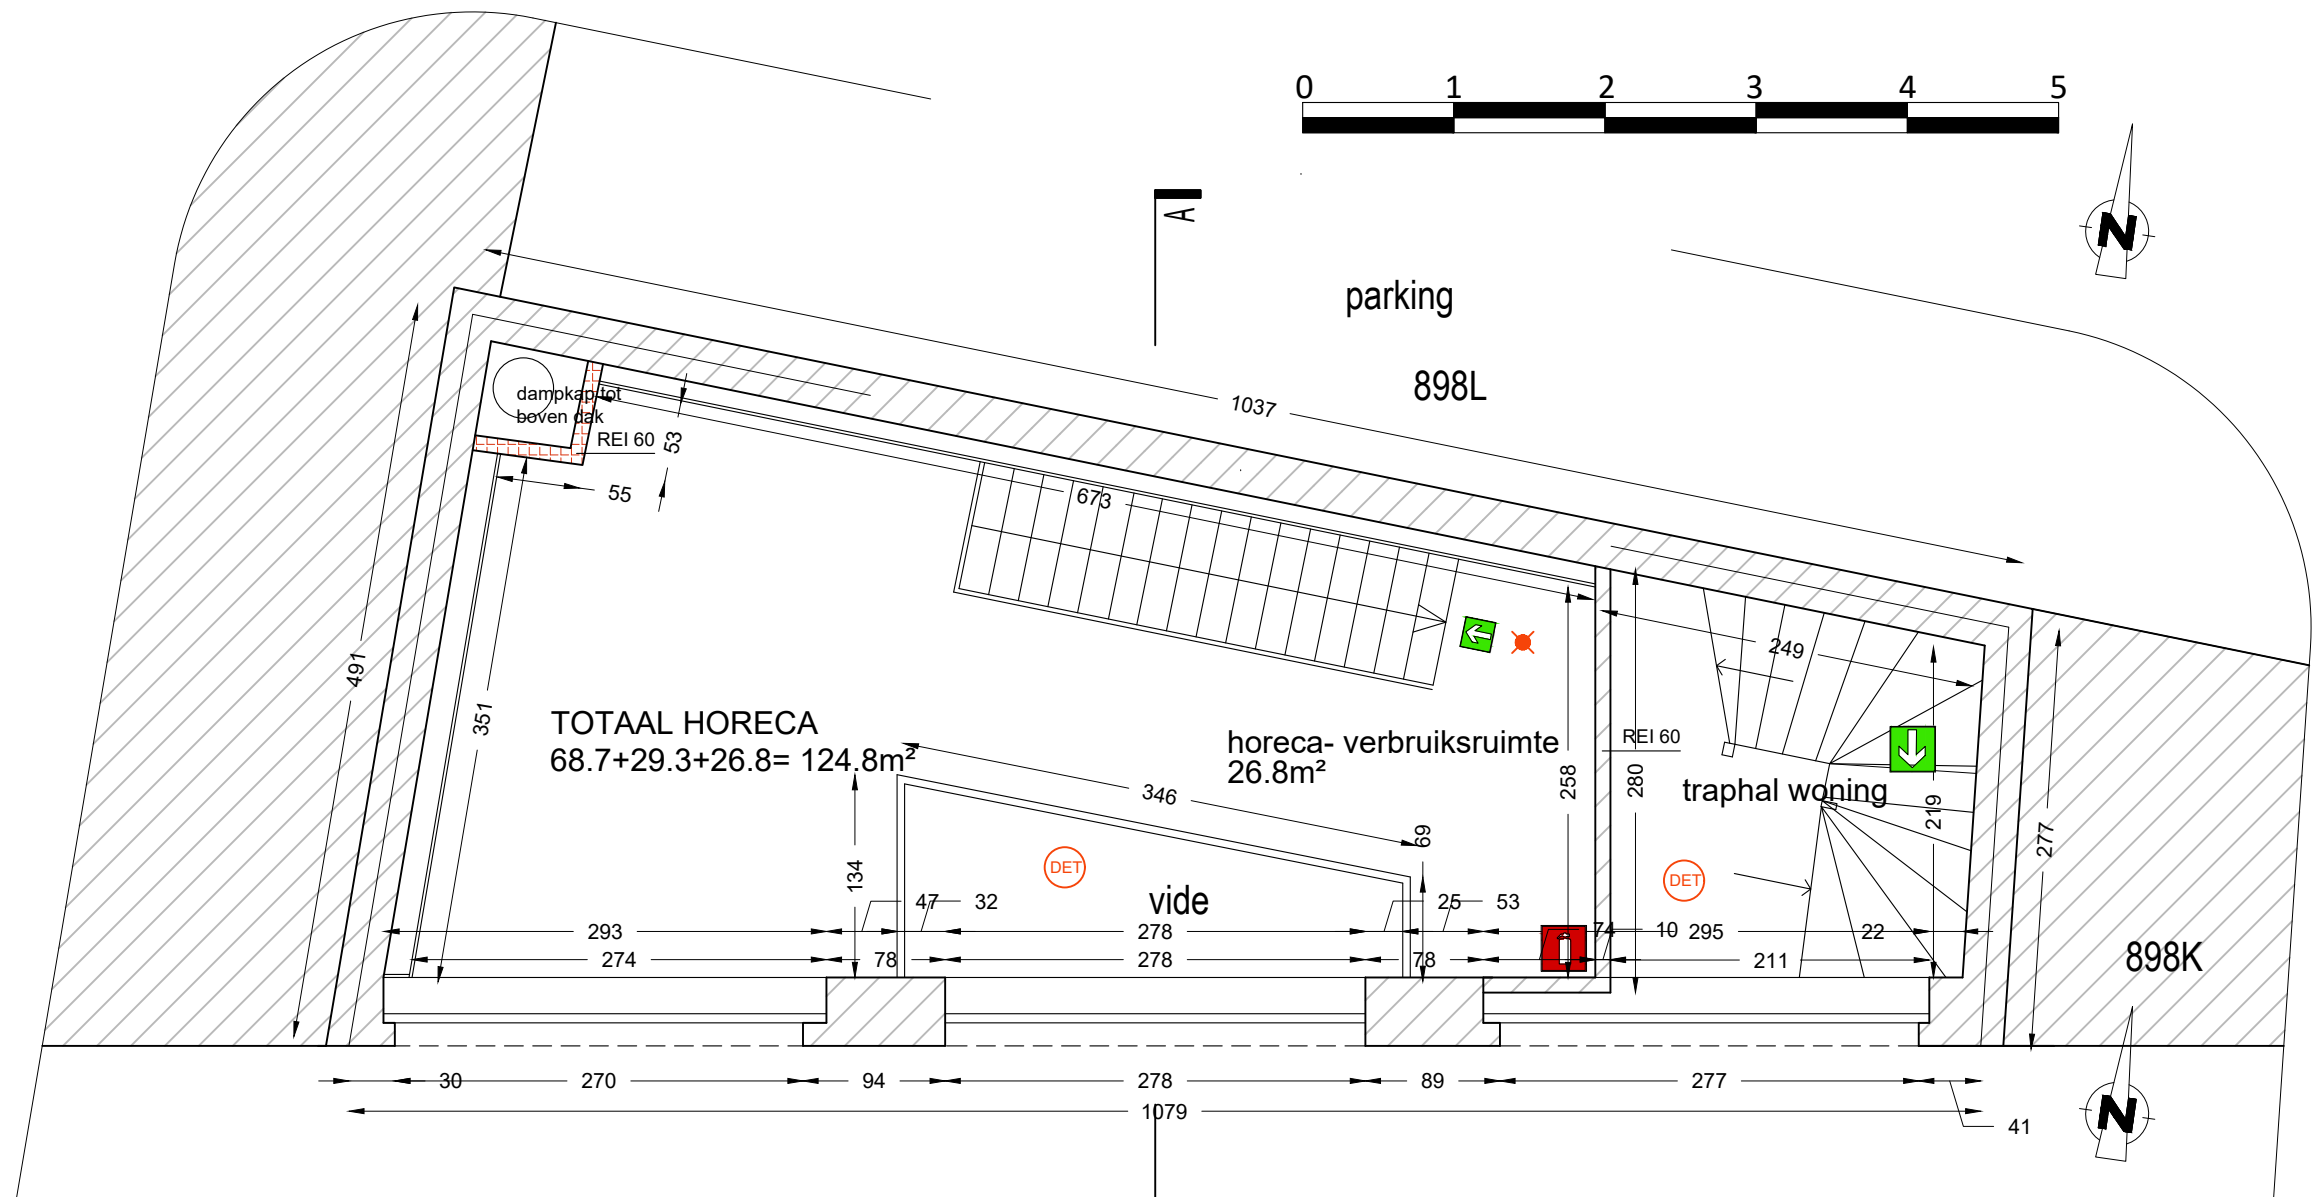 0 1 2 3 4 5
A
N
parking
898L
1037
dampkap tot
boven dak
REI 60
53
55
673
491
351
249
TOTAAL HORECA
68.7+29.3+26.8= 124.8m²
horeca- verbruiksruimte
26.8m²
REI 60
258
280
traphal woning
219
277
346
69
134
DET
DET
vide
47 32 25 53
293 278 74 10 295 22
274 78 278 78 211
898K
N
30 270 94 278 89 277
1079
41